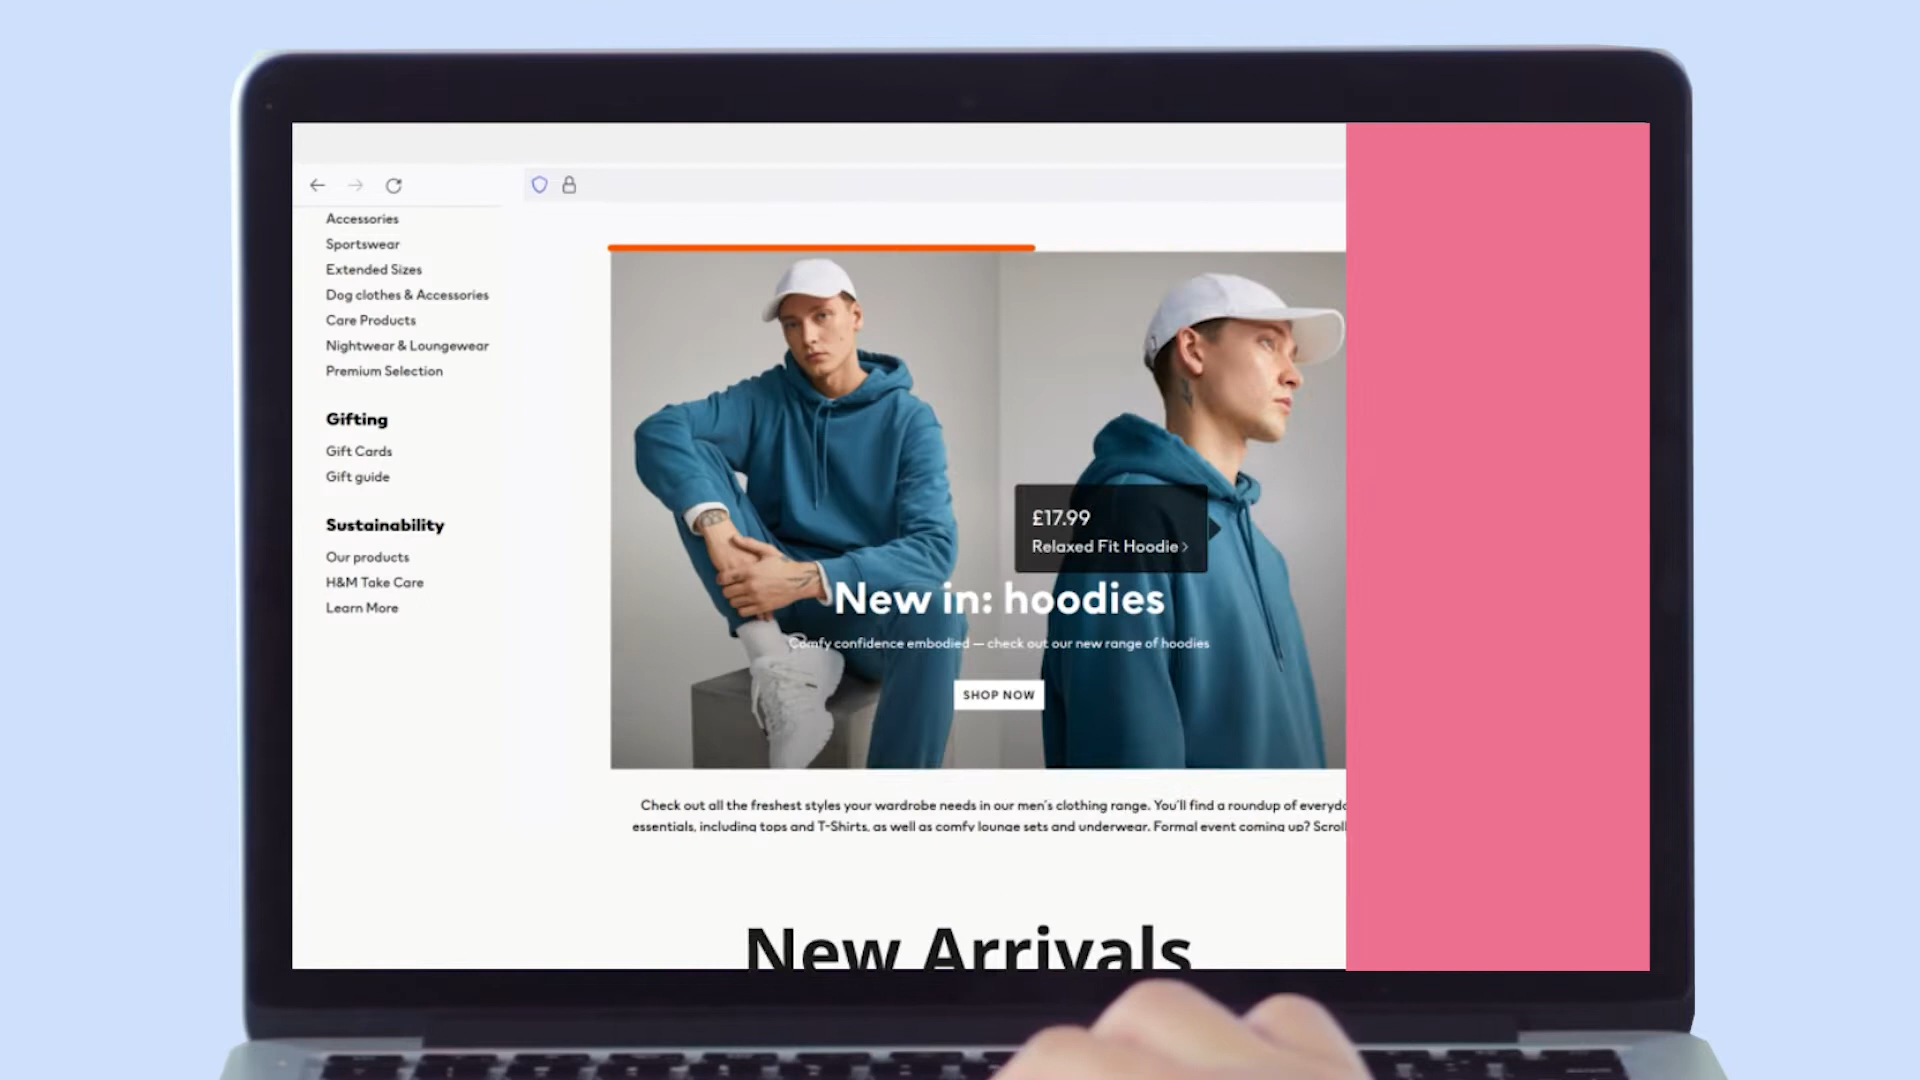 Accessories
Sportswear
Extended Sizes
Dog clothes & Accessories
Care Products
Nightwear & Loungewear
Premium Selection
Gifting
Gift Cards
Gift guide
Sustainability
Our products
H&M Take Care
Learn More
£17.99
Relaxed Fit Hoodie >
New in: hoodies
Comfy confidence embodied — check out our new range of hoodies
SHOP NOW
Check out all the freshest styles your wardrobe needs in our men's clothing range. You'll find a roundup of everyda
essentials, including tops and T-Shirts, as well as comfy lounge sets and underwear. Formal event coming up? Scroll
New Arrivals